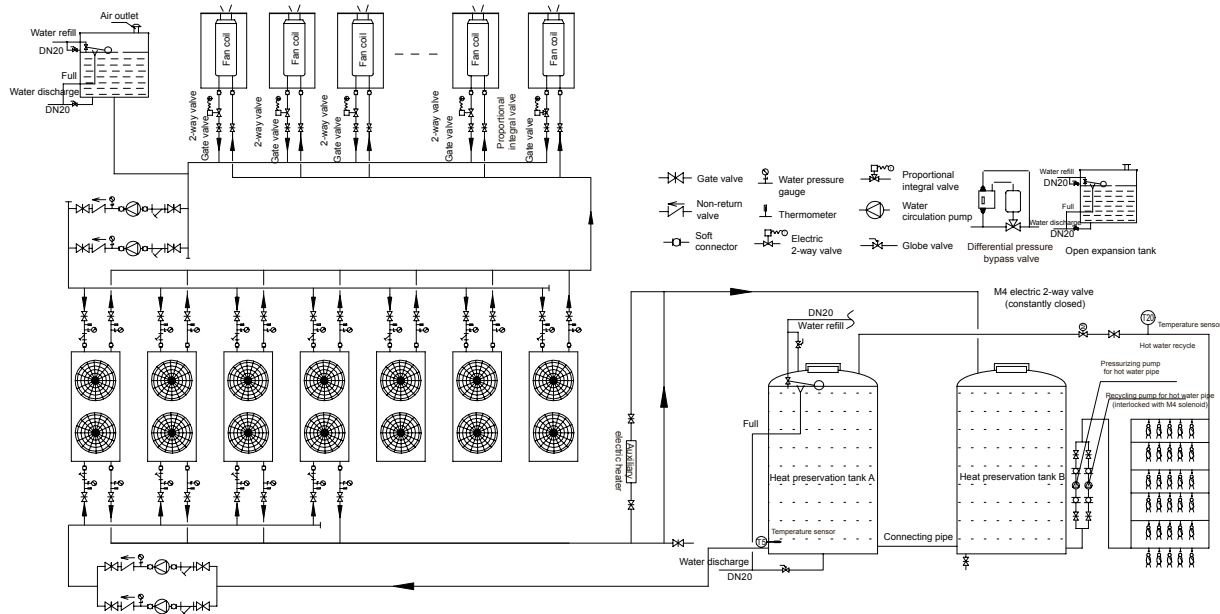 Air outlet
Water refill
DN20
Full
Water discharge
DN20
Fan coil
Fan coil
Fan coil
Fan coil
Fan coil
2-way valve
Gate valve
2-way valve
Gate valve
2-way valve
Gate valve
2-way valve
Gate valve
Proportional
integral valve
Gate valve
Gate valve
Water pressure
gauge
Proportional
integral valve
Non-return
valve
Thermometer
Water
circulation pump
Soft
connector
Electric
2-way valve
Globe valve
Differential pressure
bypass valve
Water refill
DN20
Full
Water discharge
DN20
Open expansion tank
M4 electric 2-way valve
(constantly closed)
DN20
Water refill
T20
Temperature sensor
Hot water recycle
Pressurizing pump
for hot water pipe
Recycling pump for hot water pipe
(interlocked with M4 solenoid)
Full
Auxiliary
electric heater
Heat preservation tank A
Heat preservation tank B
T5
Temperature sensor
Connecting pipe
Water discharge
DN20